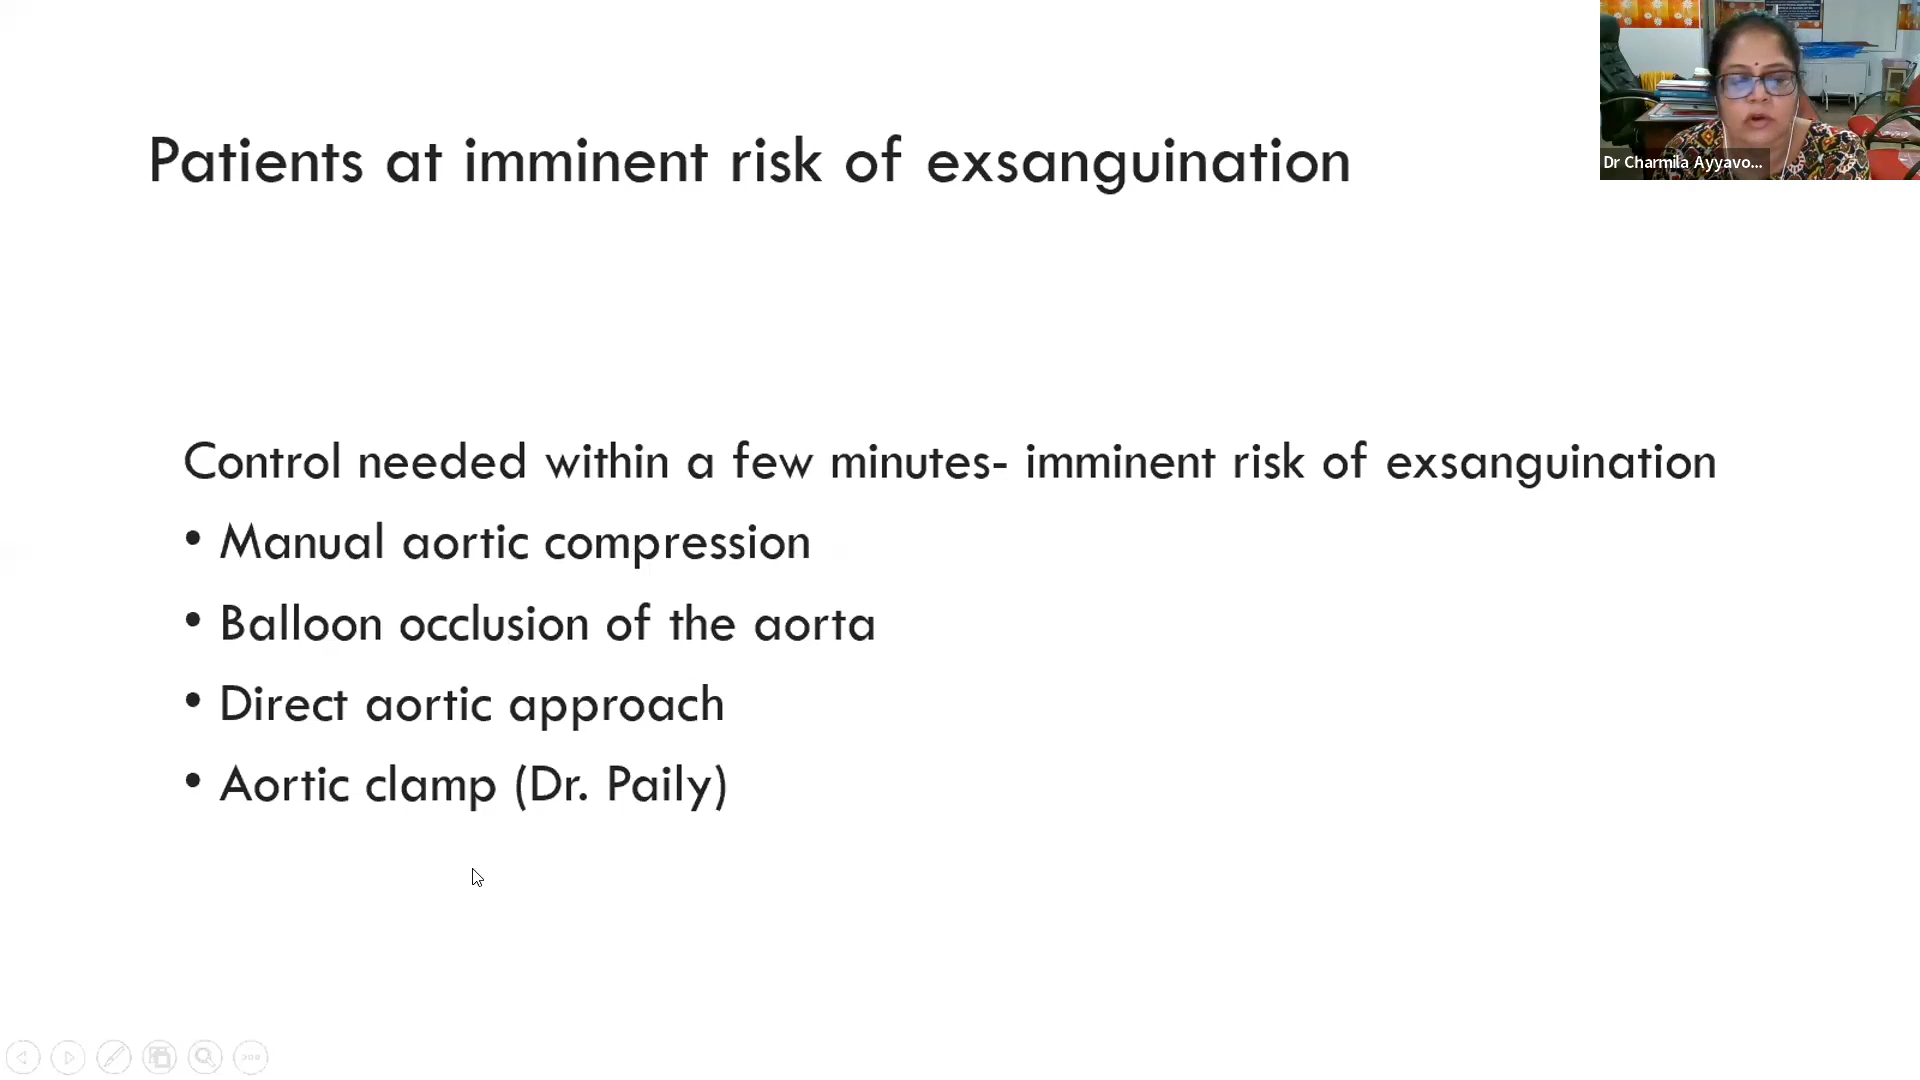 Patients at imminent risk of exsanguination
Dr Charmila Ayyavo...
Control needed within a few minutes- imminent risk of exsanguination
• Manual aortic compression
• Balloon occlusion of the aorta
• Direct aortic approach
• Aortic clamp (Dr. Paily)